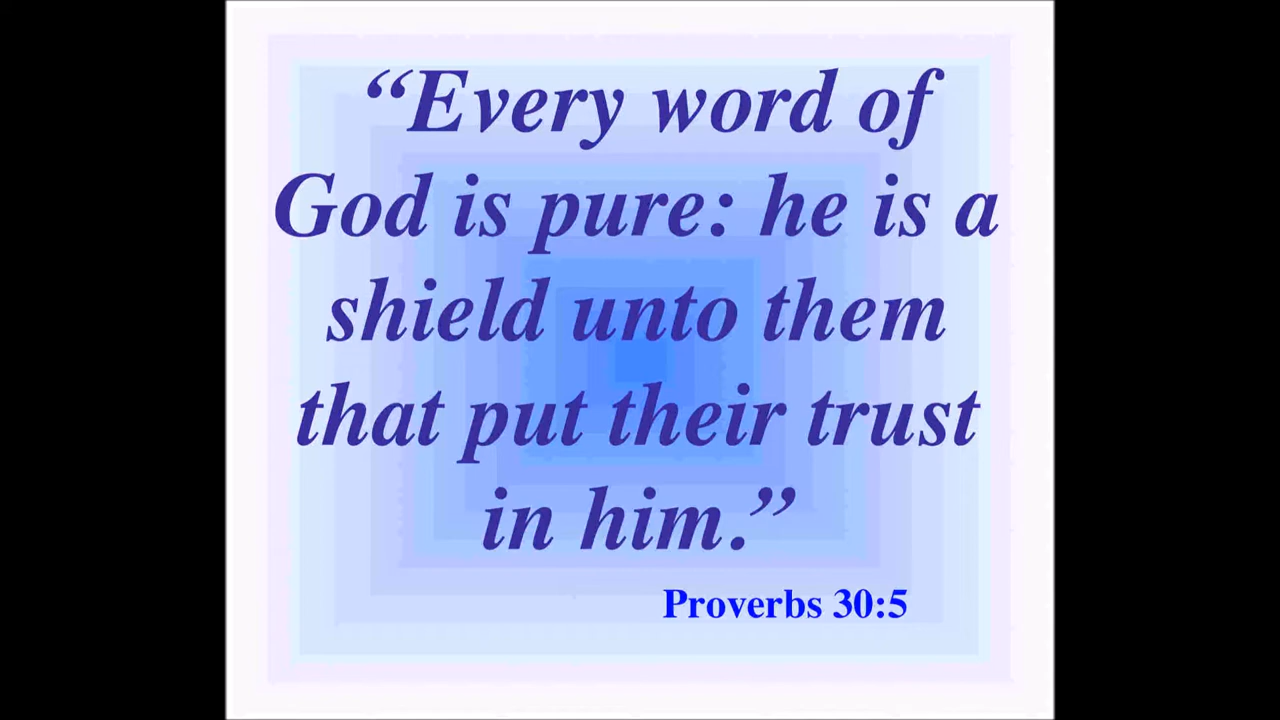 “Every word of
God is pure: he is a
shield unto them
that put their trust
in him.”
Proverbs 30:5